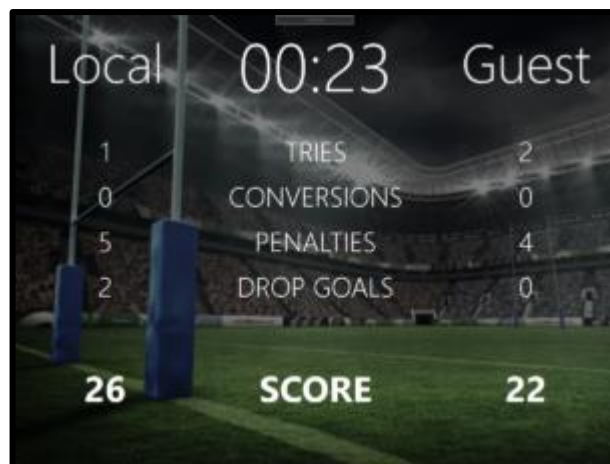 Local 00:23 Guest
1 TRIES 2
0 CONVERSIONS 0
5 PENALTIES 4
2 DROP GOALS 0
26 SCORE 22